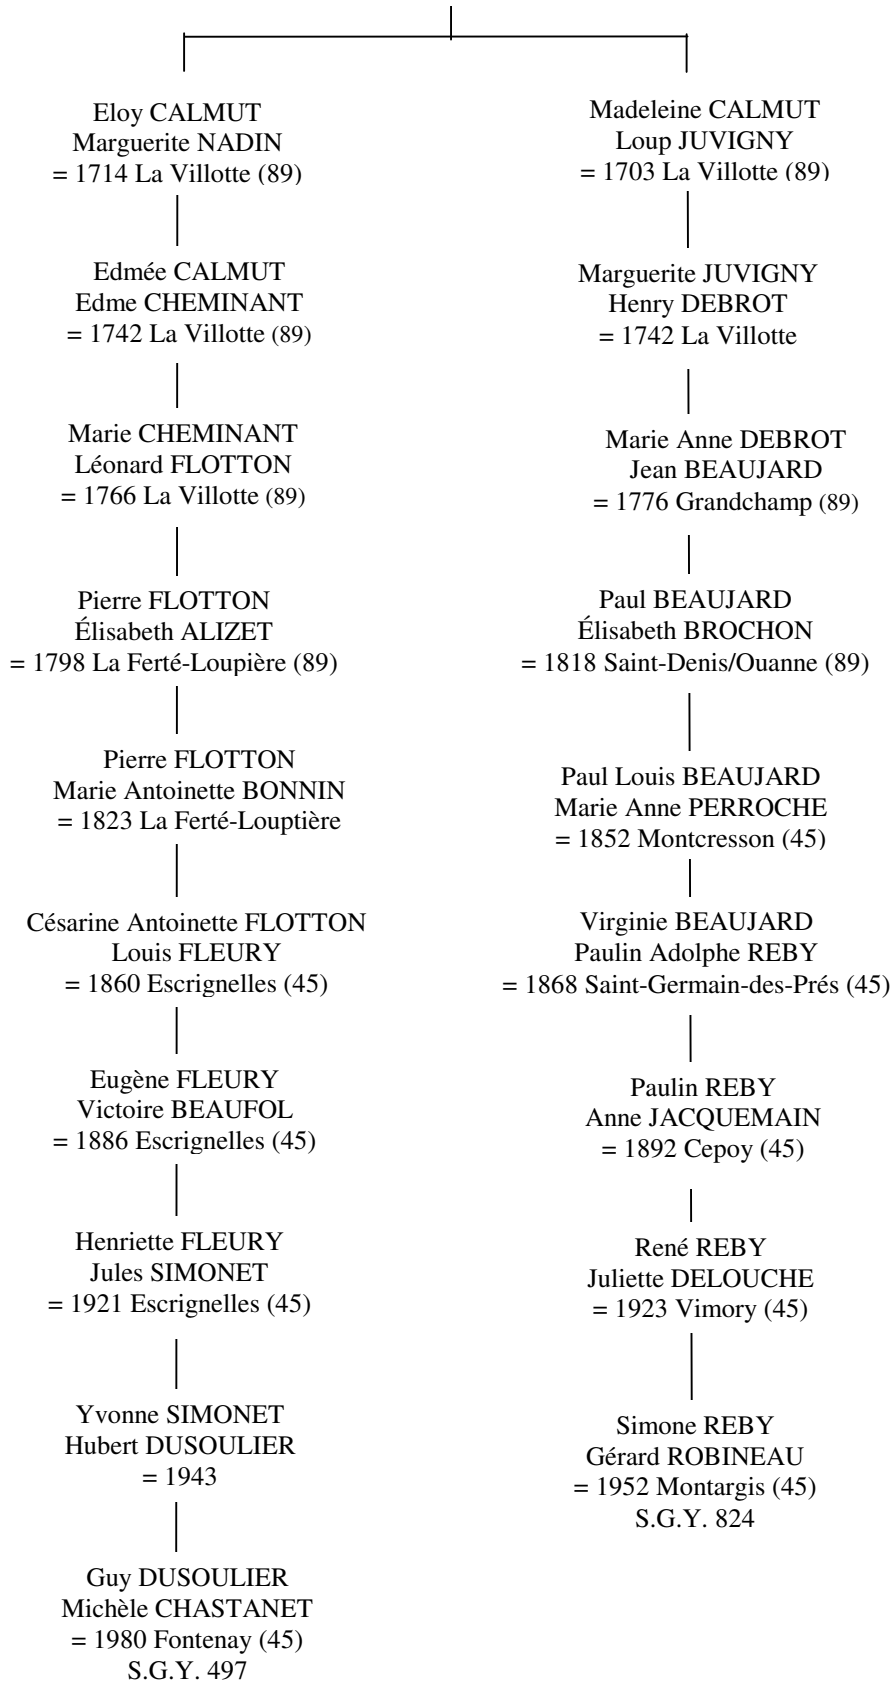 Eloy CALMUT
Marguerite NADIN
= 1714 La Villotte (89)
Edmée CALMUT
Edme CHEMINANT
= 1742 La Villotte (89)
Marie CHEMINANT
Léonard FLOTTON
= 1766 La Villotte (89)
Pierre FLOTTON
Élisabeth ALIZET
= 1798 La Ferté-Loupière (89)
Pierre FLOTTON
Marie Antoinette BONNIN
= 1823 La Ferté-Louptière
Césarine Antoinette FLOTTON
Louis FLEURY
= 1860 Escrignelles (45)
Eugène FLEURY
Victoire BEAUFOL
= 1886 Escrignelles (45)
Henriette FLEURY
Jules SIMONET
= 1921 Escrignelles (45)
Yvonne SIMONET
Hubert DUSOULIER
= 1943
Guy DUSOULIER
Michèle CHASTANET
= 1980 Fontenay (45)
S.G.Y. 497
Madeleine CALMUT
Loup JUVIGNY
= 1703 La Villotte (89)
Marguerite JUVIGNY
Henry DEBROT
= 1742 La Villotte
Marie Anne DEBROT
Jean BEAUJARD
= 1776 Grandchamp (89)
Paul BEAUJARD
Élisabeth BROCHON
= 1818 Saint-Denis/Ouanne (89)
Paul Louis BEAUJARD
Marie Anne PERROCHE
= 1852 Montcresson (45)
Virginie BEAUJARD
Paulin Adolphe REBY
= 1868 Saint-Germain-des-Prés (45)
Paulin REBY
Anne JACQUEMAIN
= 1892 Cepoy (45)
René REBY
Juliette DELOUCHE
= 1923 Vimory (45)
Simone REBY
Gérard ROBINEAU
= 1952 Montargis (45)
S.G.Y. 824